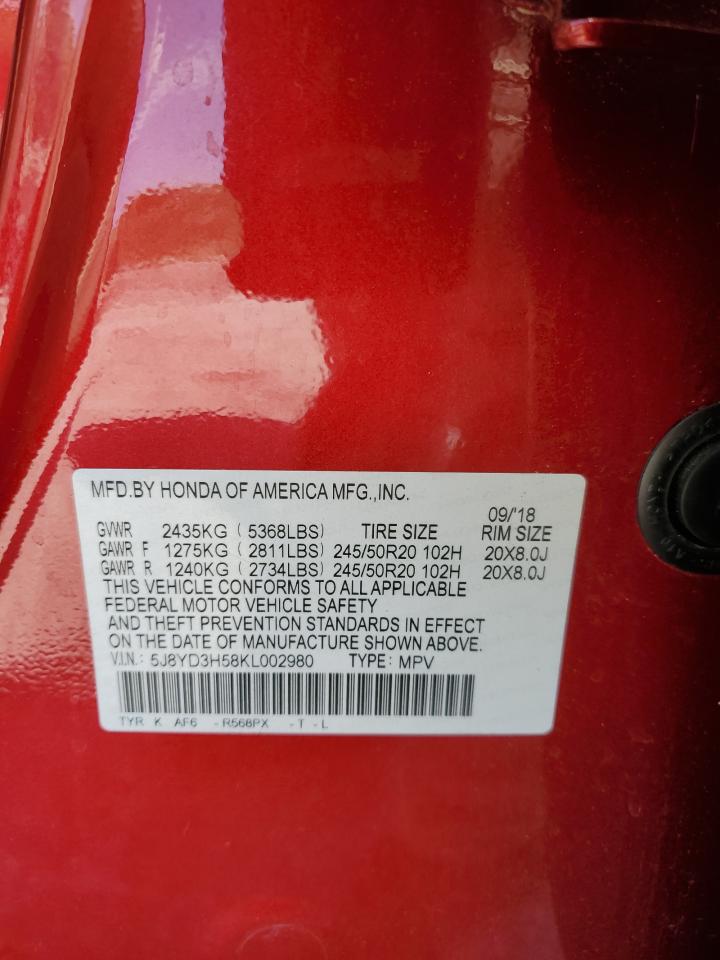 MFD.BY HONDA OF AMERICA MFG.,INC.
09/'18
GVWR 2435KG ( 5368LBS) TIRE SIZE RIM SIZE
GAWR F 1275KG ( 2811LBS) 245/50R20 102H 20X8.0J
GAWR R 1240KG ( 2734LBS) 245/50R20 102H 20X8.0J
THIS VEHICLE CONFORMS TO ALL APPLICABLE
FEDERAL MOTOR VEHICLE SAFETY
AND THEFT PREVENTION STANDARDS IN EFFECT
ON THE DATE OF MANUFACTURE SHOWN ABOVE.
V.I.N.: 5J8YD3H58KL002980 TYPE: MPV
TYR K AF6 -R568PX -T -L